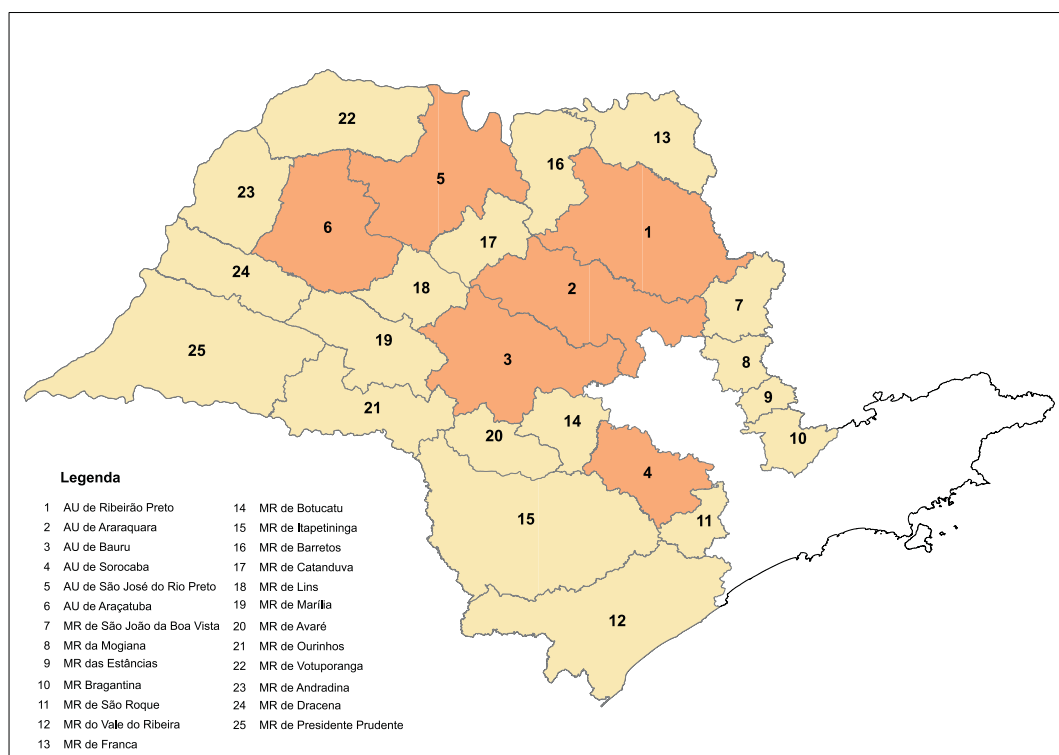 22
13
5
16
23
6
1
17
24
2
18
7
19
25
3
8
9
21
14
20
10
4
15
11
12
Legenda
1 AU de Ribeirão Preto
2 AU de Araraquara
3 AU de Bauru
4 AU de Sorocaba
5 AU de São José do Rio Preto
6 AU de Araçatuba
7 MR de São João da Boa Vista
8 MR da Mogiana
9 MR das Estâncias
10 MR Bragantina
11 MR de São Roque
12 MR do Vale do Ribeira
13 MR de Franca
14 MR de Botucatu
15 MR de Itapetininga
16 MR de Barretos
17 MR de Catanduva
18 MR de Lins
19 MR de Marília
20 MR de Avaré
21 MR de Ourinhos
22 MR de Votuporanga
23 MR de Andradina
24 MR de Dracena
25 MR de Presidente Prudente